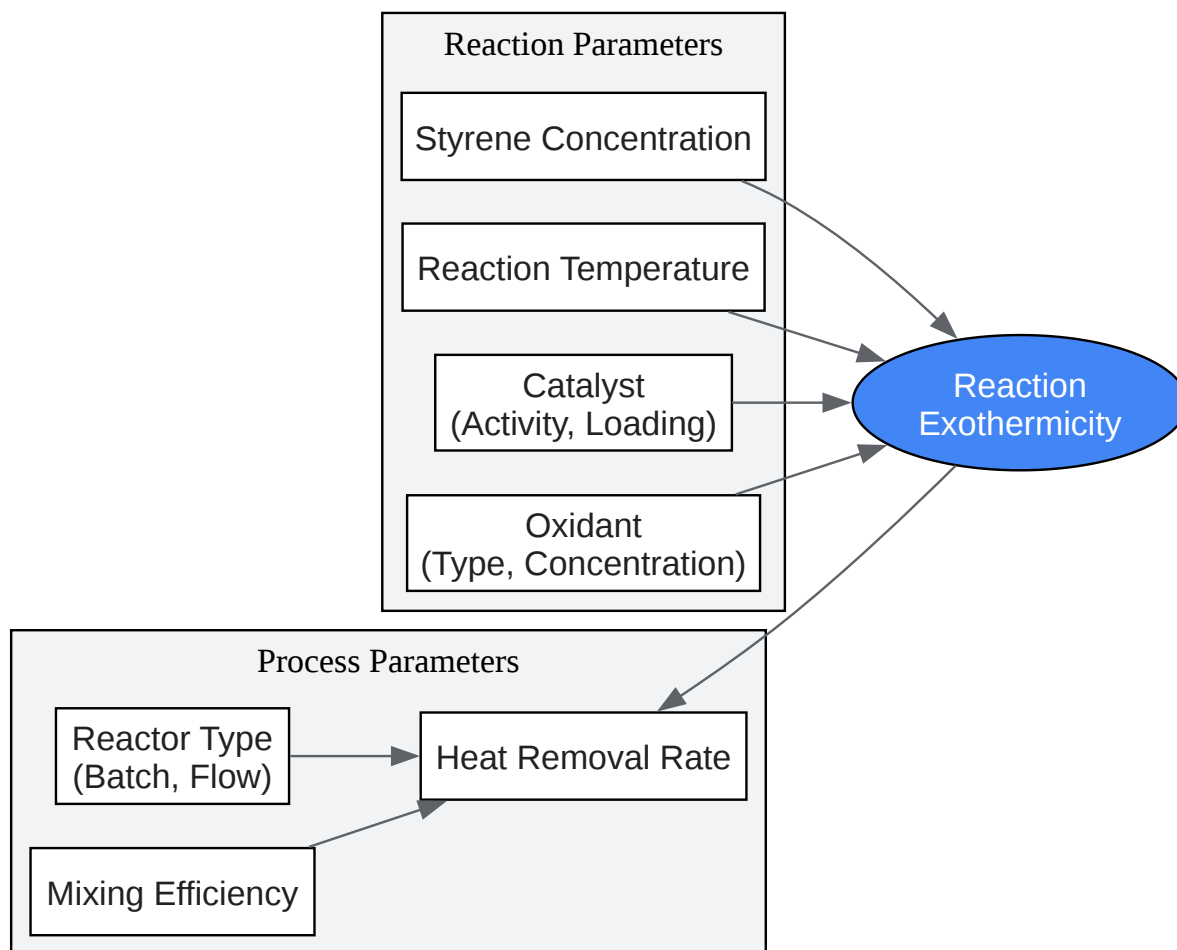 Reaction Parameters
Styrene Concentration
Reaction Temperature
Catalyst
(Activity, Loading)
Oxidant
(Type, Concentration)
Reaction
Exothermicity
Process Parameters
Reactor Type
(Batch, Flow)
Heat Removal Rate
Mixing Efficiency